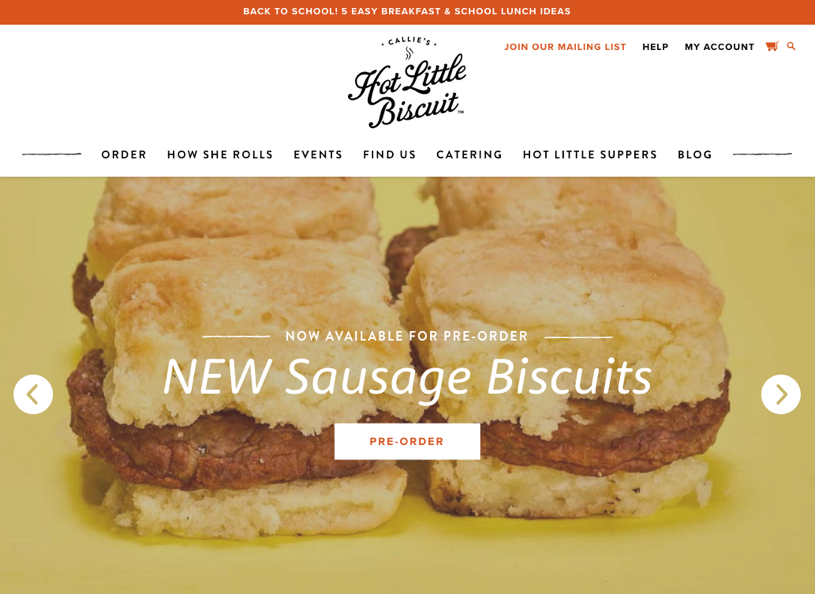 BACK TO SCHOOL! 5 EASY BREAKFAST & SCHOOL LUNCH IDEAS
JOIN OUR MAILING LIST HELP MY ACCOUNT
• CALLIE'S •
Hot Little
Biscuit™
ORDER HOW SHE ROLLS EVENTS FIND US CATERING HOT LITTLE SUPPERS BLOG
NOW AVAILABLE FOR PRE-ORDER
NEW Sausage Biscuits
PRE-ORDER